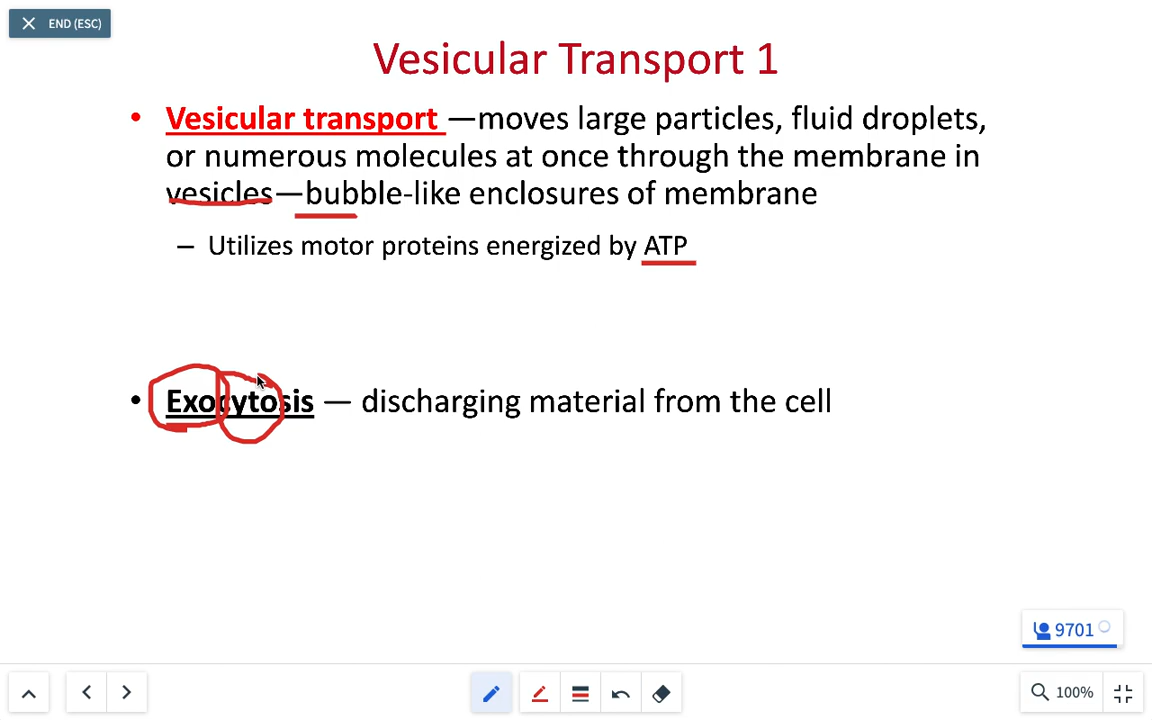 END (ESC)
Vesicular Transport 1
• Vesicular transport —moves large particles, fluid droplets,
or numerous molecules at once through the membrane in
vesicles—bubble-like enclosures of membrane
– Utilizes motor proteins energized by ATP
• Exocytosis — discharging material from the cell
9701
100%